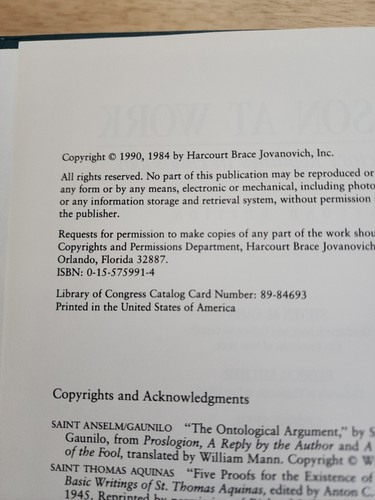 Copyright © 1990, 1984 by Harcourt Brace Jovanovich, Inc.
All rights reserved. No part of this publication may be reproduced or
any form or by any means, electronic or mechanical, including photo
or any information storage and retrieval system, without permission
the publisher.
Requests for permission to make copies of any part of the work shou
Copyrights and Permissions Department, Harcourt Brace Jovanovich
Orlando, Florida 32887.
ISBN: 0-15-575991-4
Library of Congress Catalog Card Number: 89-84693
Printed in the United States of America
Copyrights and Acknowledgments
SAINT ANSELM/GAUNILO "The Ontological Argument," by S
Gaunilo, from Proslogion, A Reply by the Author and A
of the Fool, translated by William Mann. Copyright © W
SAINT THOMAS AQUINAS "Five Proofs for the Existence of
Basic Writings of St. Thomas Aquinas, edited by Anton C
1945. Reprinted by